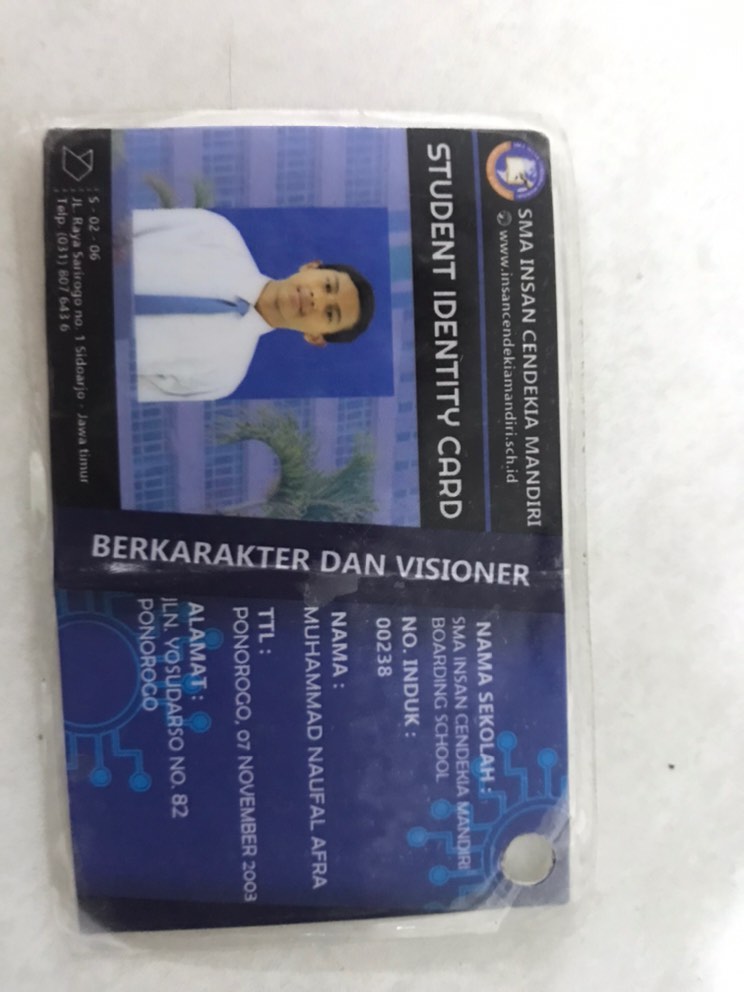 SMA INSAN CENDEKIA MANDIRI
www.insancendekiamandiri.sch.id
STUDENT IDENTITY CARD
S - 02 - 06
JL. Raya Sarirogo no. 1 Sidoarjo - Jawa timur
Telp. (031) 807 643 6
BERKARAKTER DAN VISIONER
NAMA SEKOLAH :
SMA INSAN CENDEKIA MANDIRI
BOARDING SCHOOL
NO. INDUK :
00238
NAMA :
MUHAMMAD NAUFAL AFRA
TTL :
PONOROGO, 07 NOVEMBER 2003
ALAMAT :
JLN. YOSUDARSO NO. 82
PONOROGO